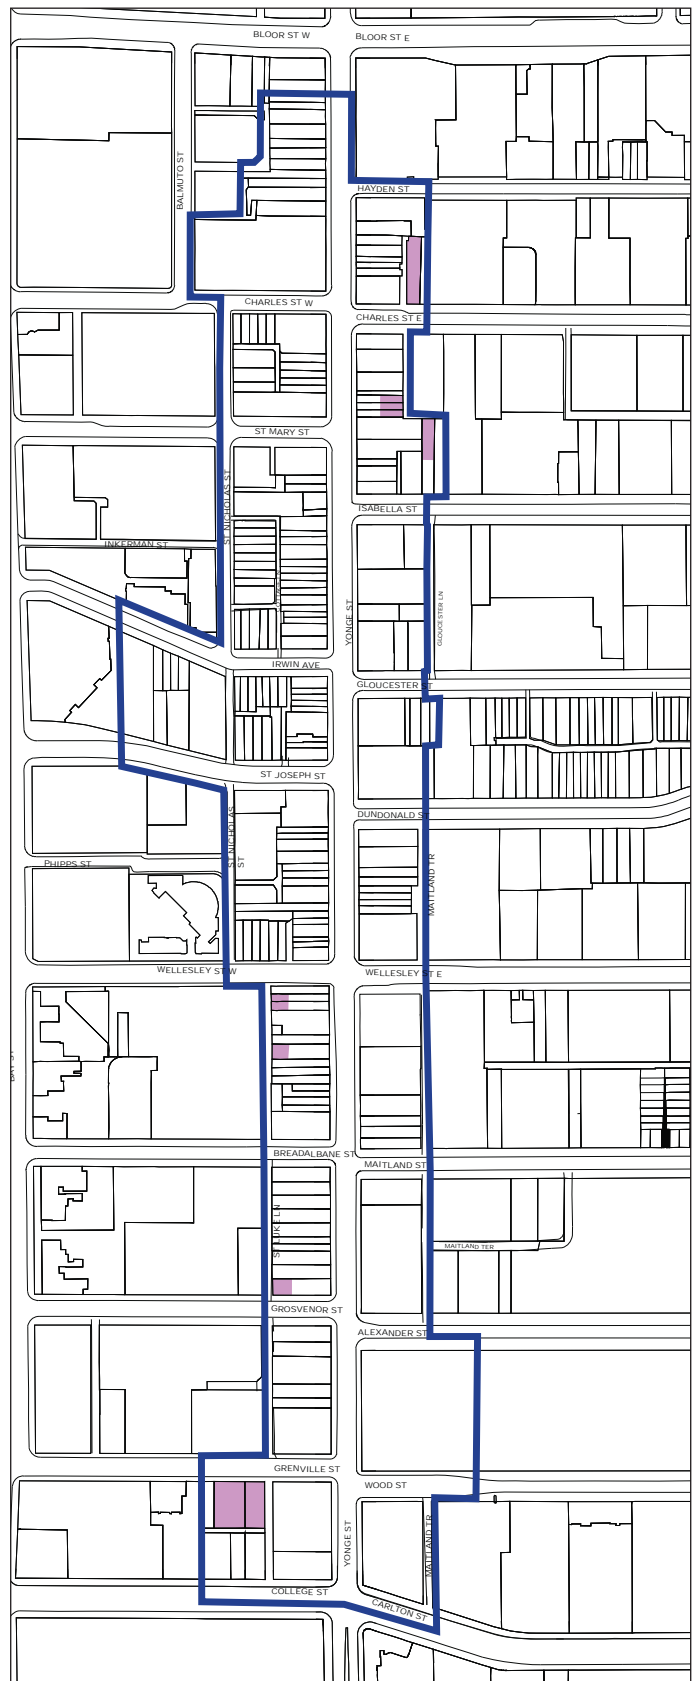 BLOOR ST W
BLOOR ST E
BALMUTO ST
HAYDEN ST
CHARLES ST W
CHARLES ST E
ST MARY ST
ST NICHOLAS ST
ISABELLA ST
INKERMAN ST
YONGE ST
GLOUCESTER LN
IRWIN AVE
GLOUCESTER ST
ST JOSEPH ST
DUNDONALD ST
ST NICHOLAS
ST
PHIPPS ST
MAITLAND TR
WELLESLEY ST W
WELLESLEY ST E
BAY ST
BREADALBANE ST
MAITLAND ST
ST LUKE LN
MAITLAND TER
GROSVENOR ST
ALEXANDER ST
GRENVILLE ST
WOOD ST
YONGE ST
MAITLAND TR
COLLEGE ST
CARLTON ST